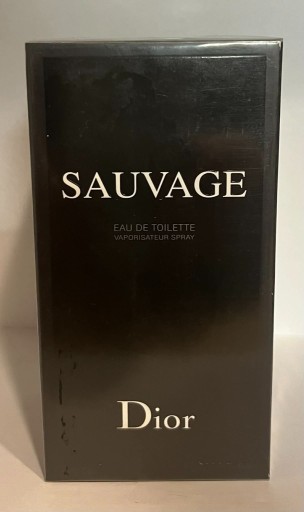 SAUVAGE
EAU DE TOILETTE
VAPORISATEUR SPRAY
Dior